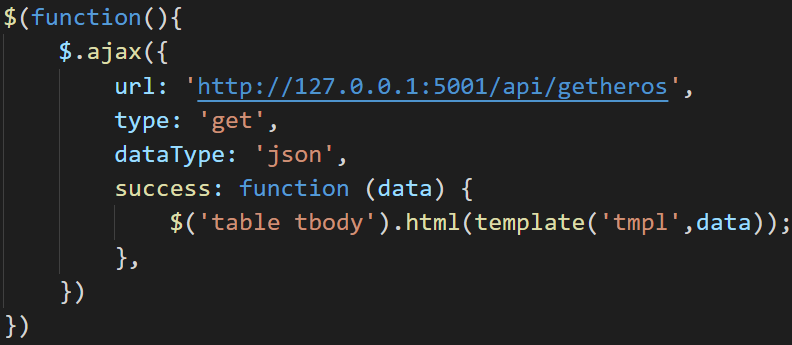 $(function(){
    $.ajax({
        url: 'http://127.0.0.1:5001/api/getheros',
        type: 'get',
        dataType: 'json',
        success: function (data) {
            $('table tbody').html(template('tmpl',data));
        },
    })
})